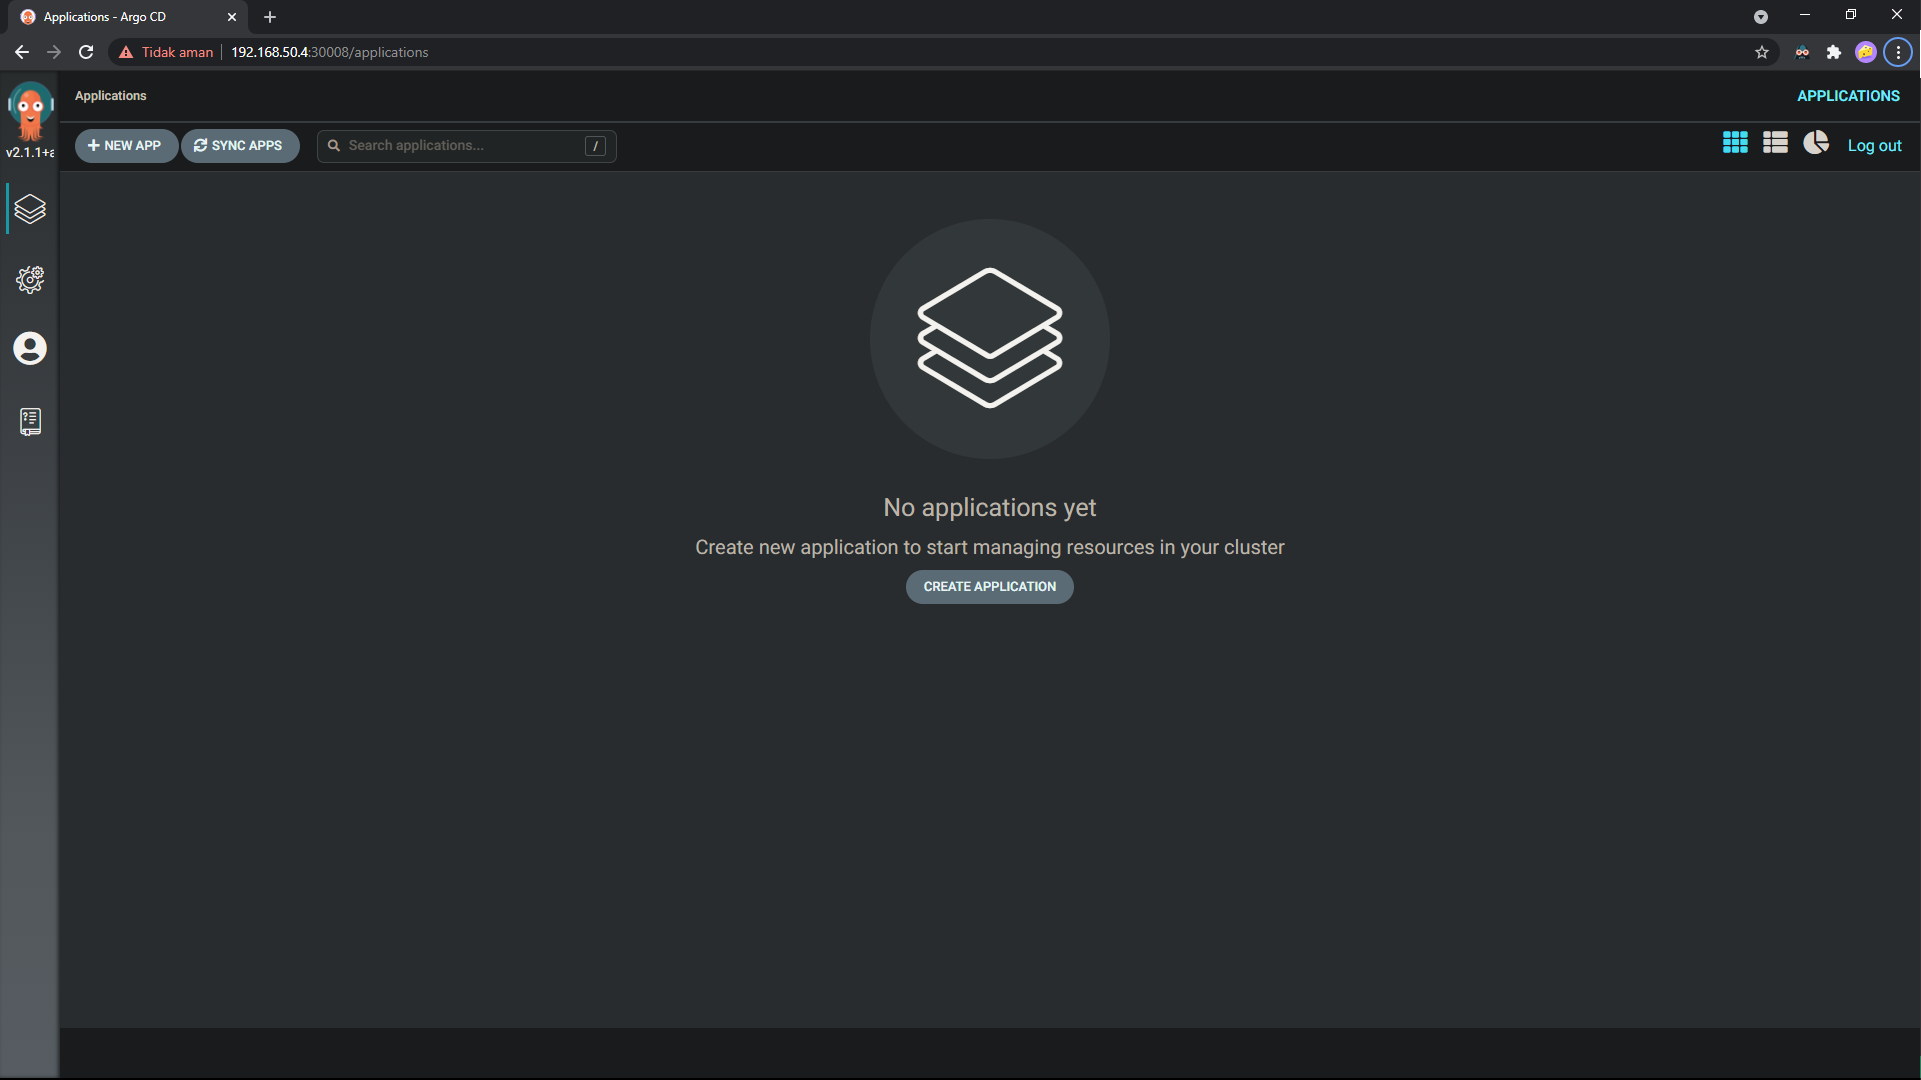 Applications - Argo CD
Tidak aman
192.168.50.4:30008/applications
Applications
APPLICATIONS
v2.1.1+a
NEW APP
SYNC APPS
Search applications...
/
Log out
No applications yet
Create new application to start managing resources in your cluster
CREATE APPLICATION